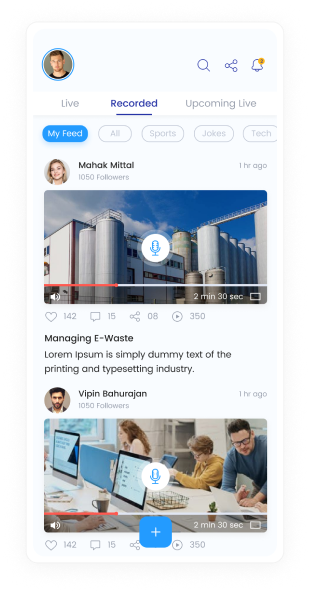 2
Live Recorded Upcoming Live
My Feed All Sports Jokes Tech
Mahak Mittal 1 hr ago
1050 Followers
2 min 30 sec
142 15 08 350
Managing E-Waste
Lorem Ipsum is simply dummy text of the
printing and typesetting industry.
Vipin Bahurajan 1 hr ago
1050 Followers
2 min 30 sec
142 15 350